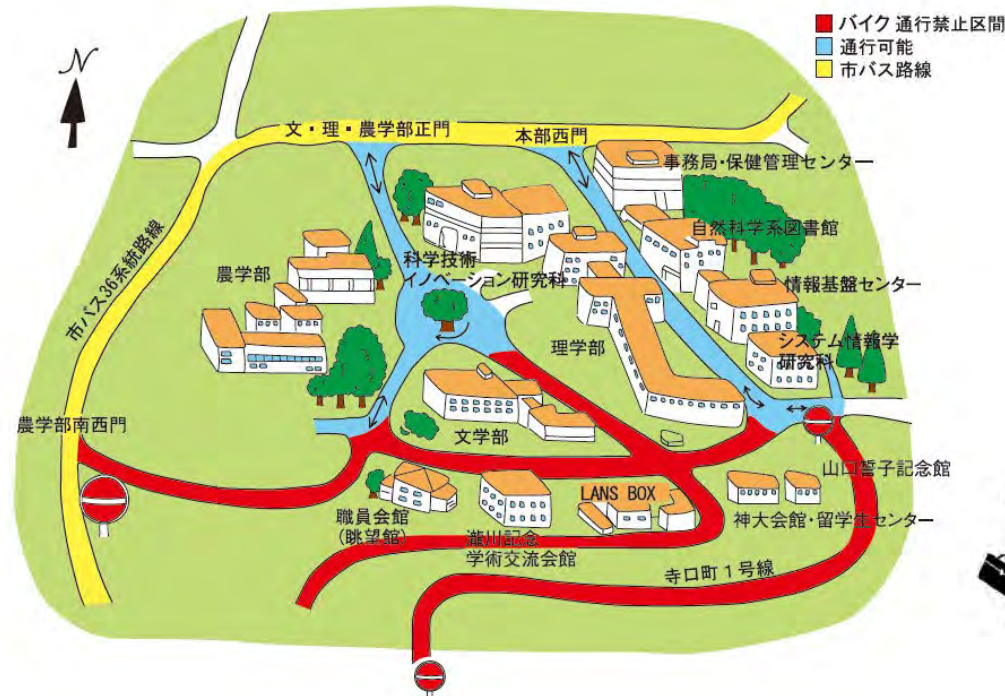 バイク 通行禁止区間
通行可能
市バス路線
N
文・理・農学部正門
本部西門
事務局・保健管理センター
自然科学系図書館
科学技術
イノベーション研究科
農学部
情報基盤センター
市バス36系統路線
理学部
システム情報学
研究科
農学部南西門
文学部
山口誓子記念館
LANS BOX
職員会館
(眺望館)
瀧川記念
学術交流会館
神大会館・留学生センター
寺口町1号線